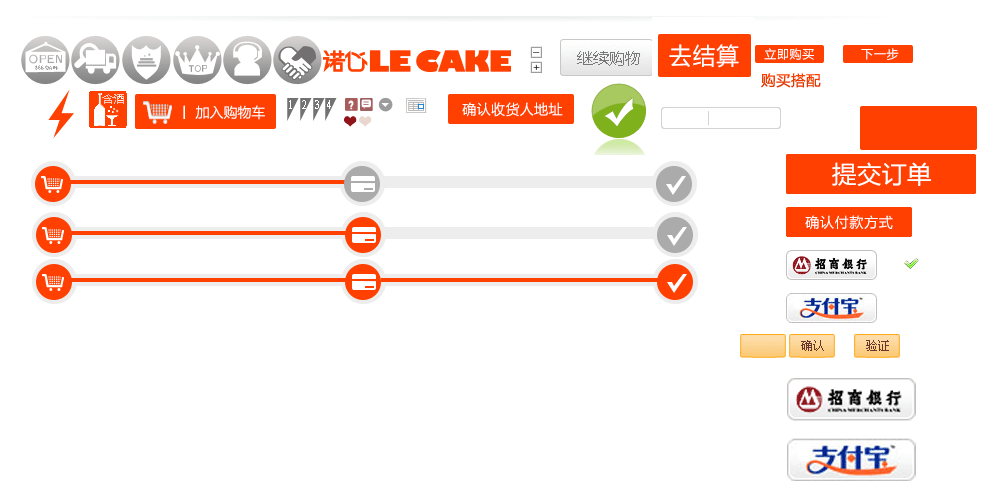 OPEN
365 DAYS
TOP
诺心 LE CAKE
继续购物
去结算
立即购买
下一步
购买搭配
含酒
加入购物车
1 2 3 4
?
确认收货人地址
提交订单
确认付款方式
招商银行
CHINA MERCHANTS BANK
支付宝
确认
验证
招商银行
CHINA MERCHANTS BANK
支付宝